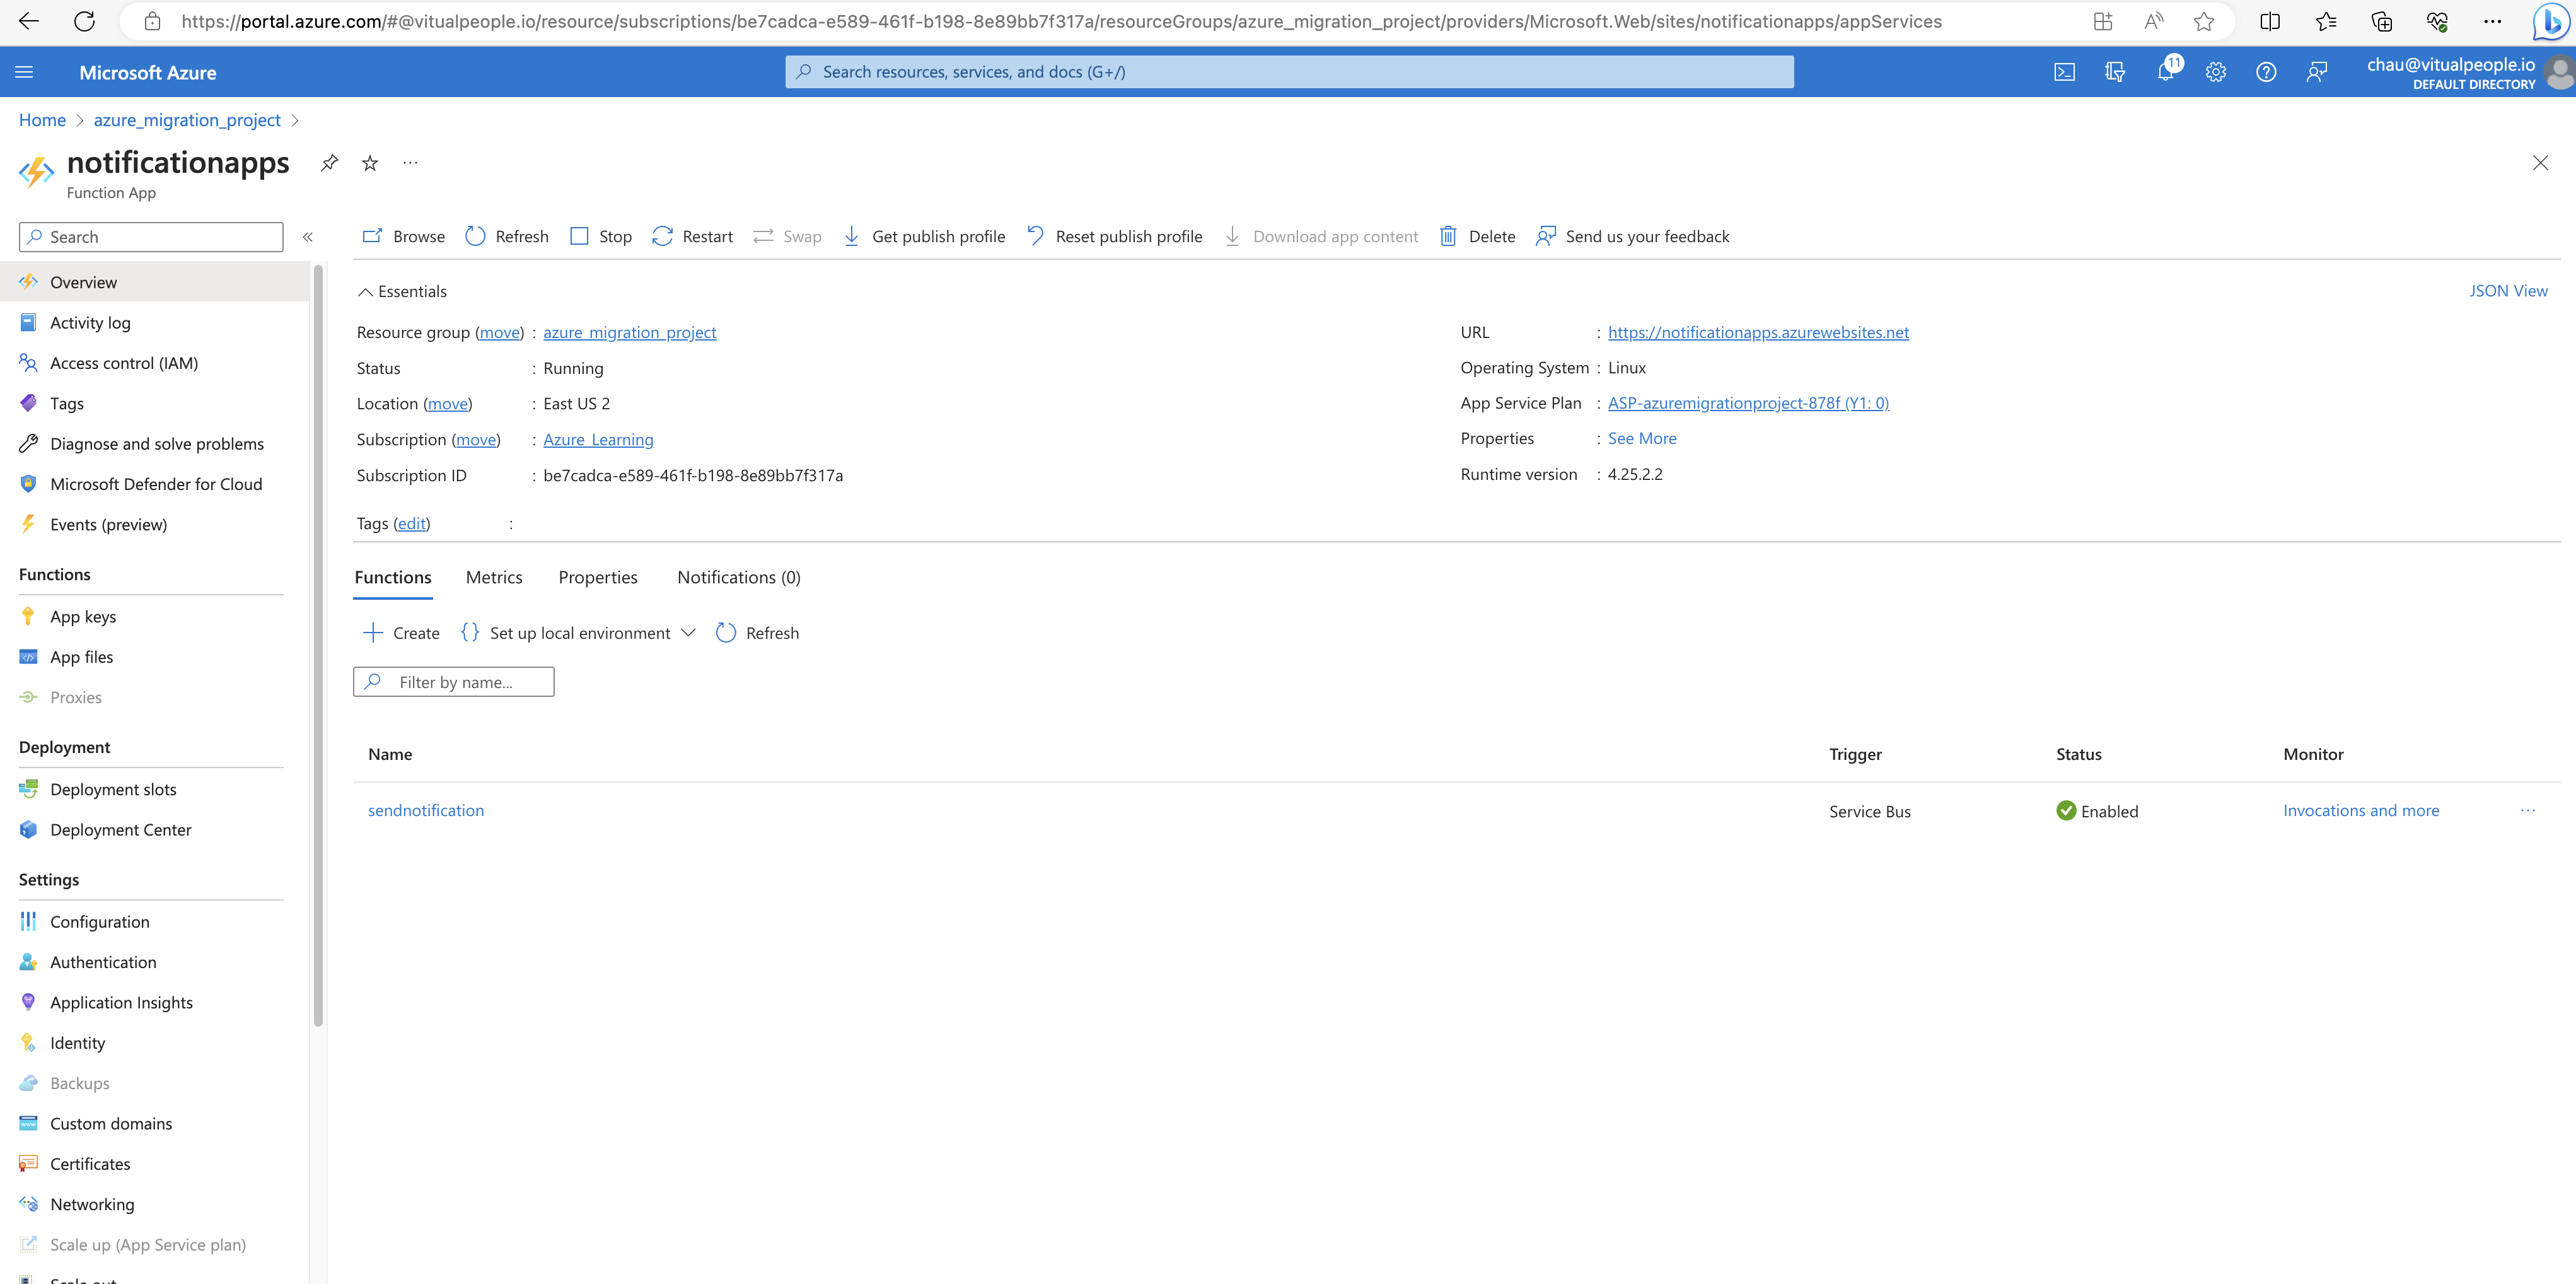 https://portal.azure.com/#@vitualpeople.io/resource/subscriptions/be7cadca-e589-461f-b198-8e89bb7f317a/resourceGroups/azure_migration_project/providers/Microsoft.Web/sites/notificationapps/appServices
Microsoft Azure
Search resources, services, and docs (G+/)
11
chau@vitualpeople.io
DEFAULT DIRECTORY
Home > azure_migration_project >
notificationapps
Function App
Search
Overview
Activity log
Access control (IAM)
Tags
Diagnose and solve problems
Microsoft Defender for Cloud
Events (preview)
Functions
App keys
App files
Proxies
Deployment
Deployment slots
Deployment Center
Settings
Configuration
Authentication
Application Insights
Identity
Backups
Custom domains
Certificates
Networking
Scale up (App Service plan)
Scale out
Browse Refresh Stop Restart Swap Get publish profile Reset publish profile Download app content Delete Send us your feedback
Essentials
JSON View
Resource group (move) : azure_migration_project
Status : Running
Location (move) : East US 2
Subscription (move) : Azure_Learning
Subscription ID : be7cadca-e589-461f-b198-8e89bb7f317a
URL : https://notificationapps.azurewebsites.net
Operating System : Linux
App Service Plan : ASP-azuremigrationproject-878f (Y1: 0)
Properties : See More
Runtime version : 4.25.2.2
Tags (edit) :
Functions Metrics Properties Notifications (0)
Create {} Set up local environment Refresh
Filter by name...
Name Trigger Status Monitor
sendnotification Service Bus Enabled Invocations and more